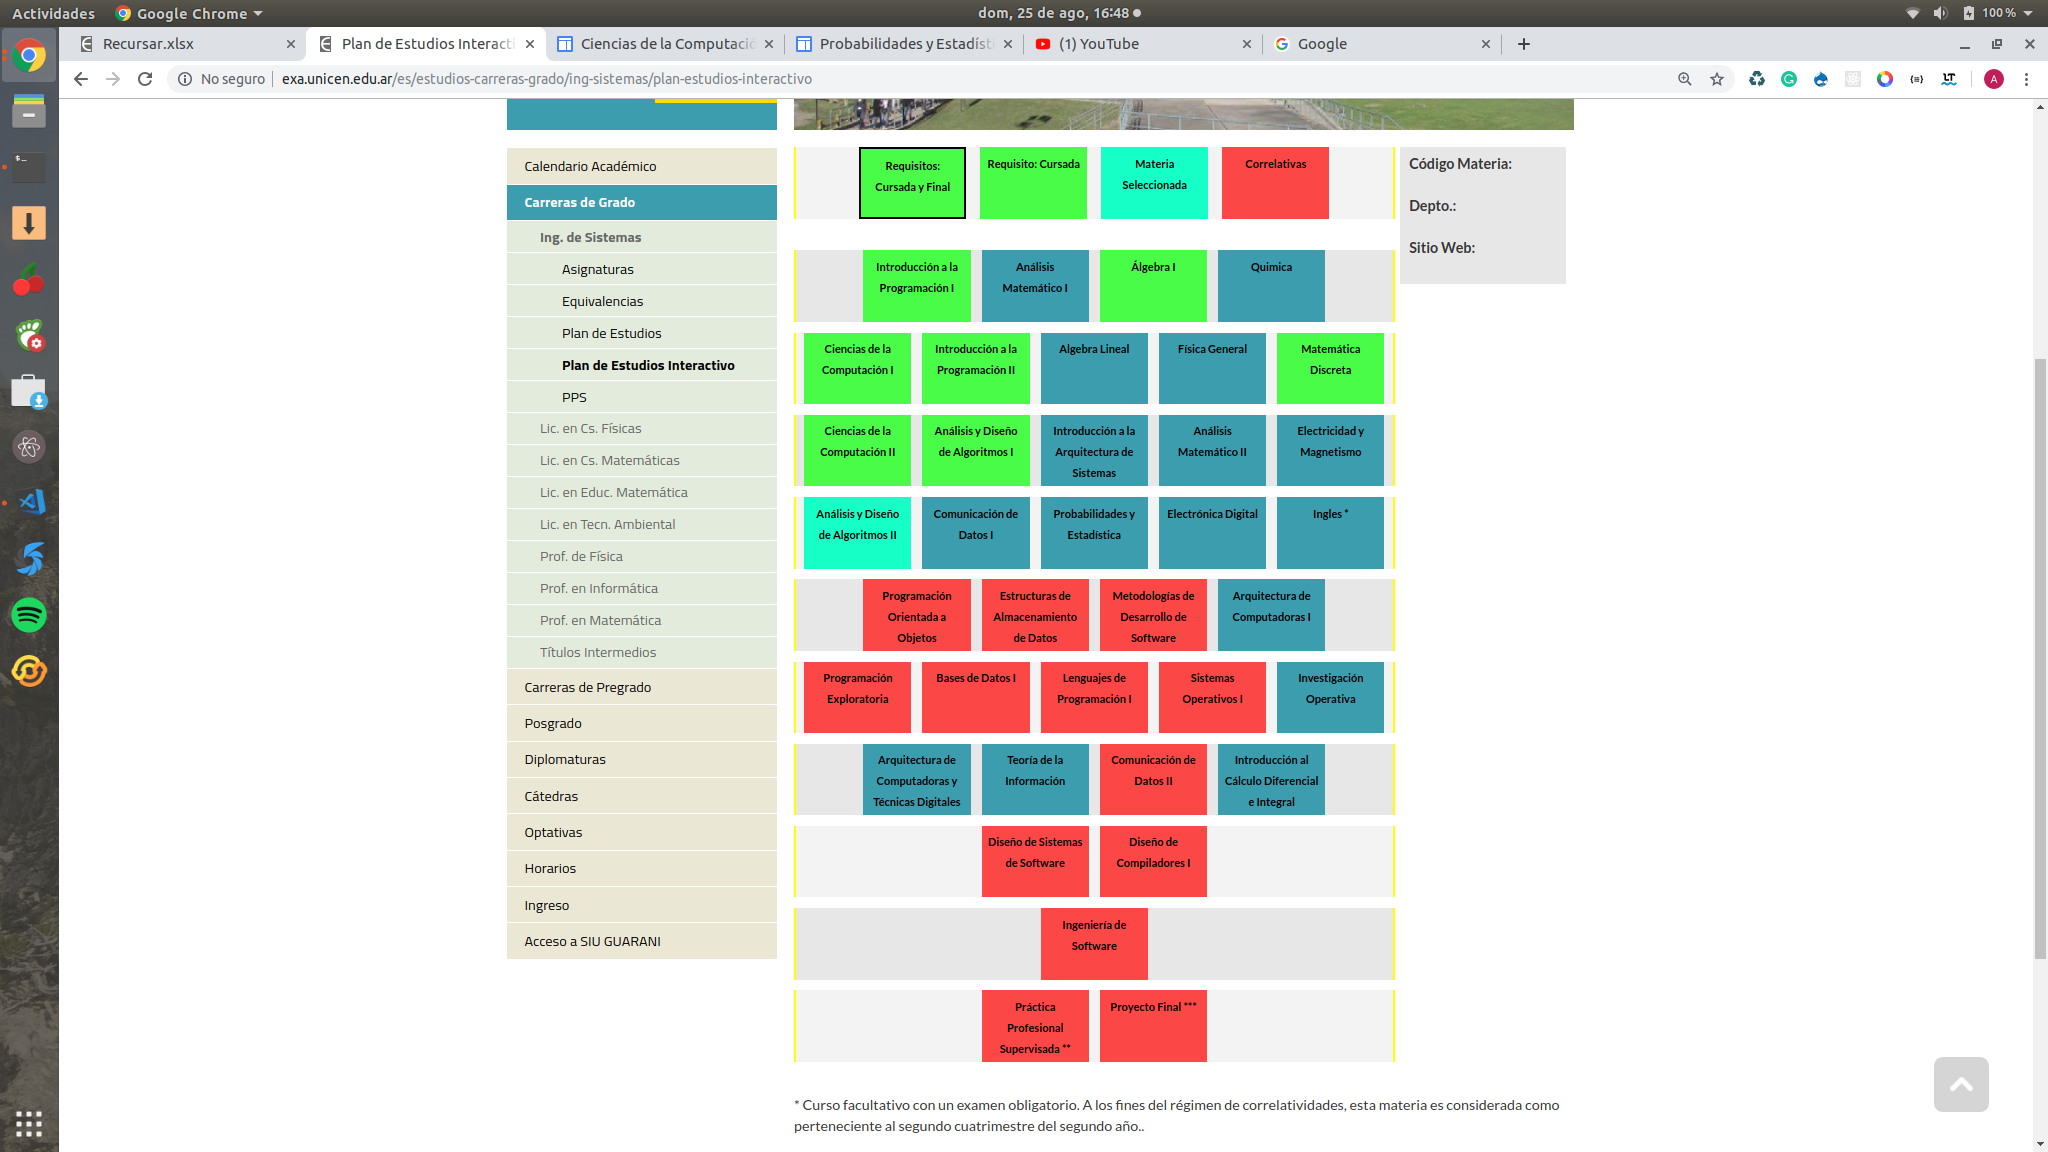 Actividades
Google Chrome
dom, 25 de ago, 16:48
100 %
Recursar.xlsx
Plan de Estudios Interacti
Ciencias de la Computació
Probabilidades y Estadíst
(1) YouTube
Google
No seguro
exa.unicen.edu.ar/es/estudios-carreras-grado/ing-sistemas/plan-estudios-interactivo
A
Calendario Académico
Carreras de Grado
Ing. de Sistemas
Asignaturas
Equivalencias
Plan de Estudios
Plan de Estudios Interactivo
PPS
Lic. en Cs. Físicas
Lic. en Cs. Matemáticas
Lic. en Educ. Matemática
Lic. en Tecn. Ambiental
Prof. de Física
Prof. en Informática
Prof. en Matemática
Títulos Intermedios
Carreras de Pregrado
Posgrado
Diplomaturas
Cátedras
Optativas
Horarios
Ingreso
Acceso a SIU GUARANI
Requisitos:
Cursada y Final
Requisito: Cursada
Materia
Seleccionada
Correlativas
Código Materia:
Depto.:
Sitio Web:
Introducción a la
Programación I
Análisis
Matemático I
Álgebra I
Quimica
Ciencias de la
Computación I
Introducción a la
Programación II
Algebra Lineal
Física General
Matemática
Discreta
Ciencias de la
Computación II
Análisis y Diseño
de Algoritmos I
Introducción a la
Arquitectura de
Sistemas
Análisis
Matemático II
Electricidad y
Magnetismo
Análisis y Diseño
de Algoritmos II
Comunicación de
Datos I
Probabilidades y
Estadística
Electrónica Digital
Ingles *
Programación
Orientada a
Objetos
Estructuras de
Almacenamiento
de Datos
Metodologías de
Desarrollo de
Software
Arquitectura de
Computadoras I
Programación
Exploratoria
Bases de Datos I
Lenguajes de
Programación I
Sistemas
Operativos I
Investigación
Operativa
Arquitectura de
Computadoras y
Técnicas Digitales
Teoría de la
Información
Comunicación de
Datos II
Introducción al
Cálculo Diferencial
e Integral
Diseño de Sistemas
de Software
Diseño de
Compiladores I
Ingeniería de
Software
Práctica
Profesional
Supervisada **
Proyecto Final ***
* Curso facultativo con un examen obligatorio. A los fines del régimen de correlatividades, esta materia es considerada como
perteneciente al segundo cuatrimestre del segundo año..